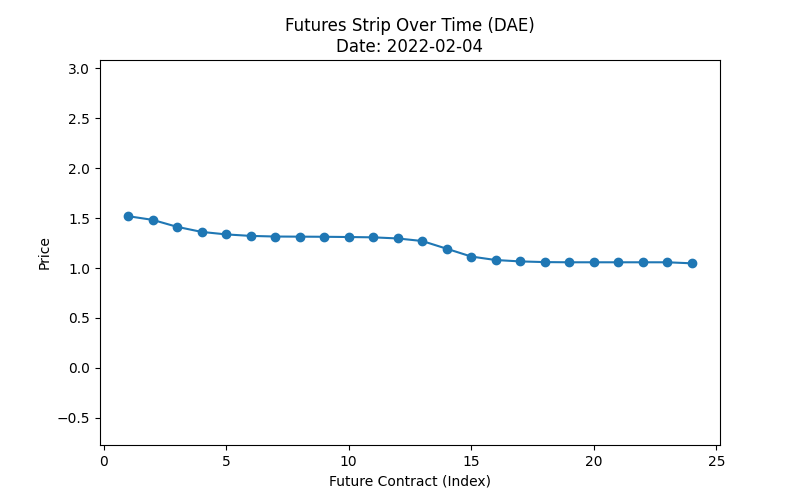 Futures Strip Over Time (DAE)
Date: 2022-02-04
Price
3.0
2.5
2.0
1.5
1.0
0.5
0.0
−0.5
0 5 10 15 20 25
Future Contract (Index)